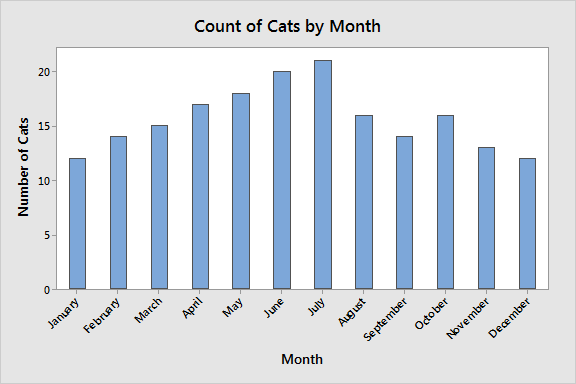 Count of Cats by Month
Number of Cats
20
15
10
5
0
January
February
March
April
May
June
July
August
September
October
November
December
Month